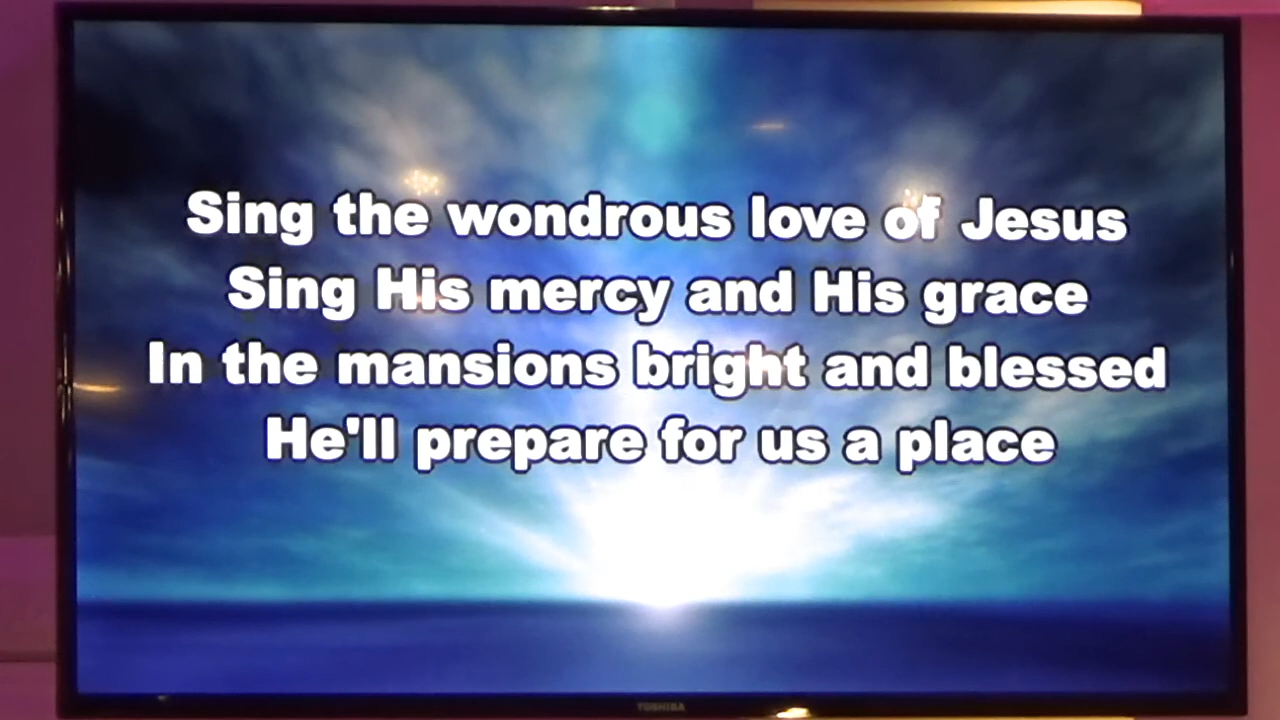 Sing the wondrous love of Jesus
Sing His mercy and His grace
In the mansions bright and blessed
He'll prepare for us a place
TOSHIBA